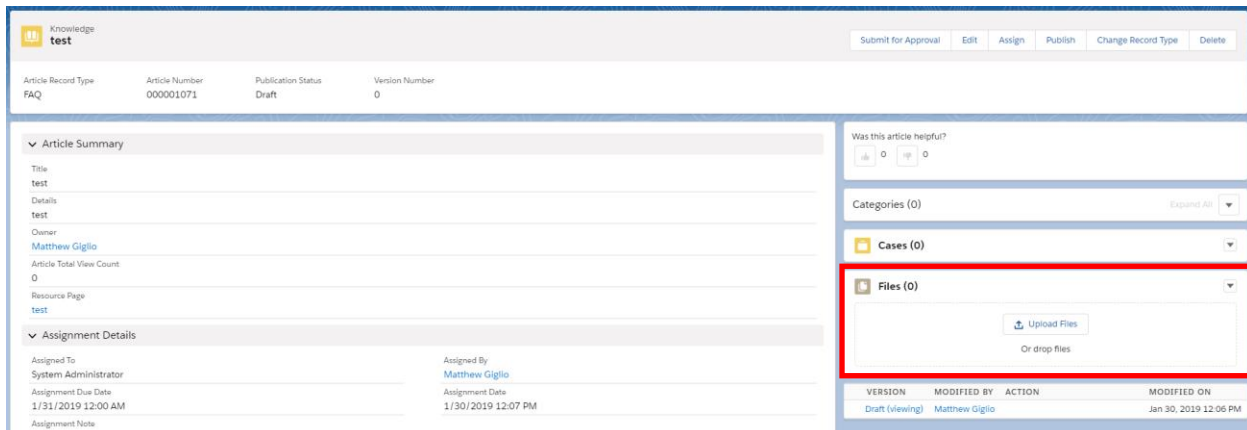 Knowledge
test
Submit for Approval Edit Assign Publish Change Record Type Delete
Article Record Type Article Number Publication Status Version Number
FAQ 000001071 Draft 0
Article Summary
Title
test
Details
test
Owner
Matthew Giglio
Article Total View Count
0
Resource Page
test
Assignment Details
Assigned To Assigned By
System Administrator Matthew Giglio
Assignment Due Date Assignment Date
1/31/2019 12:00 AM 1/30/2019 12:07 PM
Assignment Note
Was this article helpful?
0 0
Categories (0) Expand All
Cases (0)
Files (0)
Upload Files
Or drop files
VERSION MODIFIED BY ACTION MODIFIED ON
Draft (viewing) Matthew Giglio Jan 30, 2019 12:06 PM